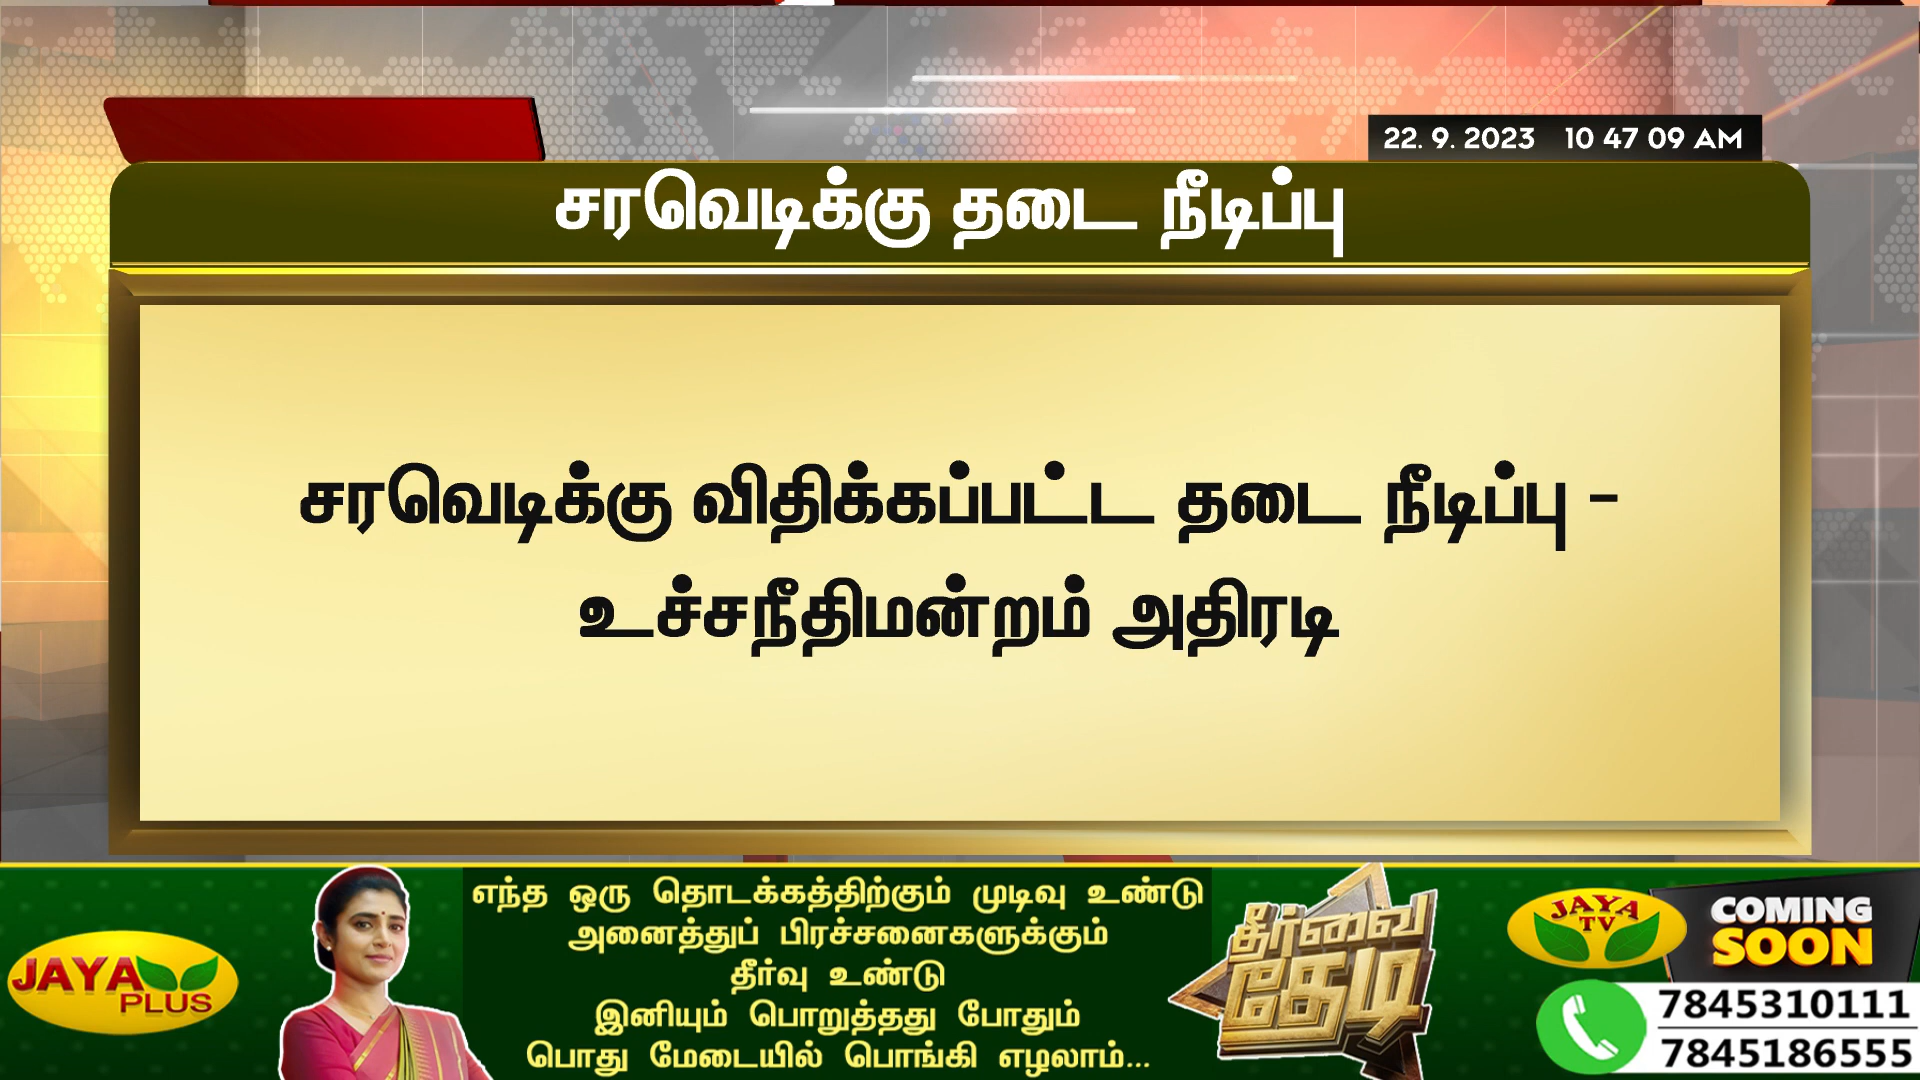 22. 9. 2023 10 47 09 AM
சரவெடிக்கு தடை நீடிப்பு
சரவெடிக்கு விதிக்கப்பட்ட தடை நீடிப்பு -
உச்சநீதிமன்றம் அதிரடி
JAYA
PLUS
எந்த ஒரு தொடக்கத்திற்கும் முடிவு உண்டு
அனைத்துப் பிரச்சனைகளுக்கும்
தீர்வு உண்டு
இனியும் பொறுத்தது போதும்
பொது மேடையில் பொங்கி எழலாம்...
தீர்வை
தேடி
JAYA
TV
COMING
SOON
7845310111
7845186555